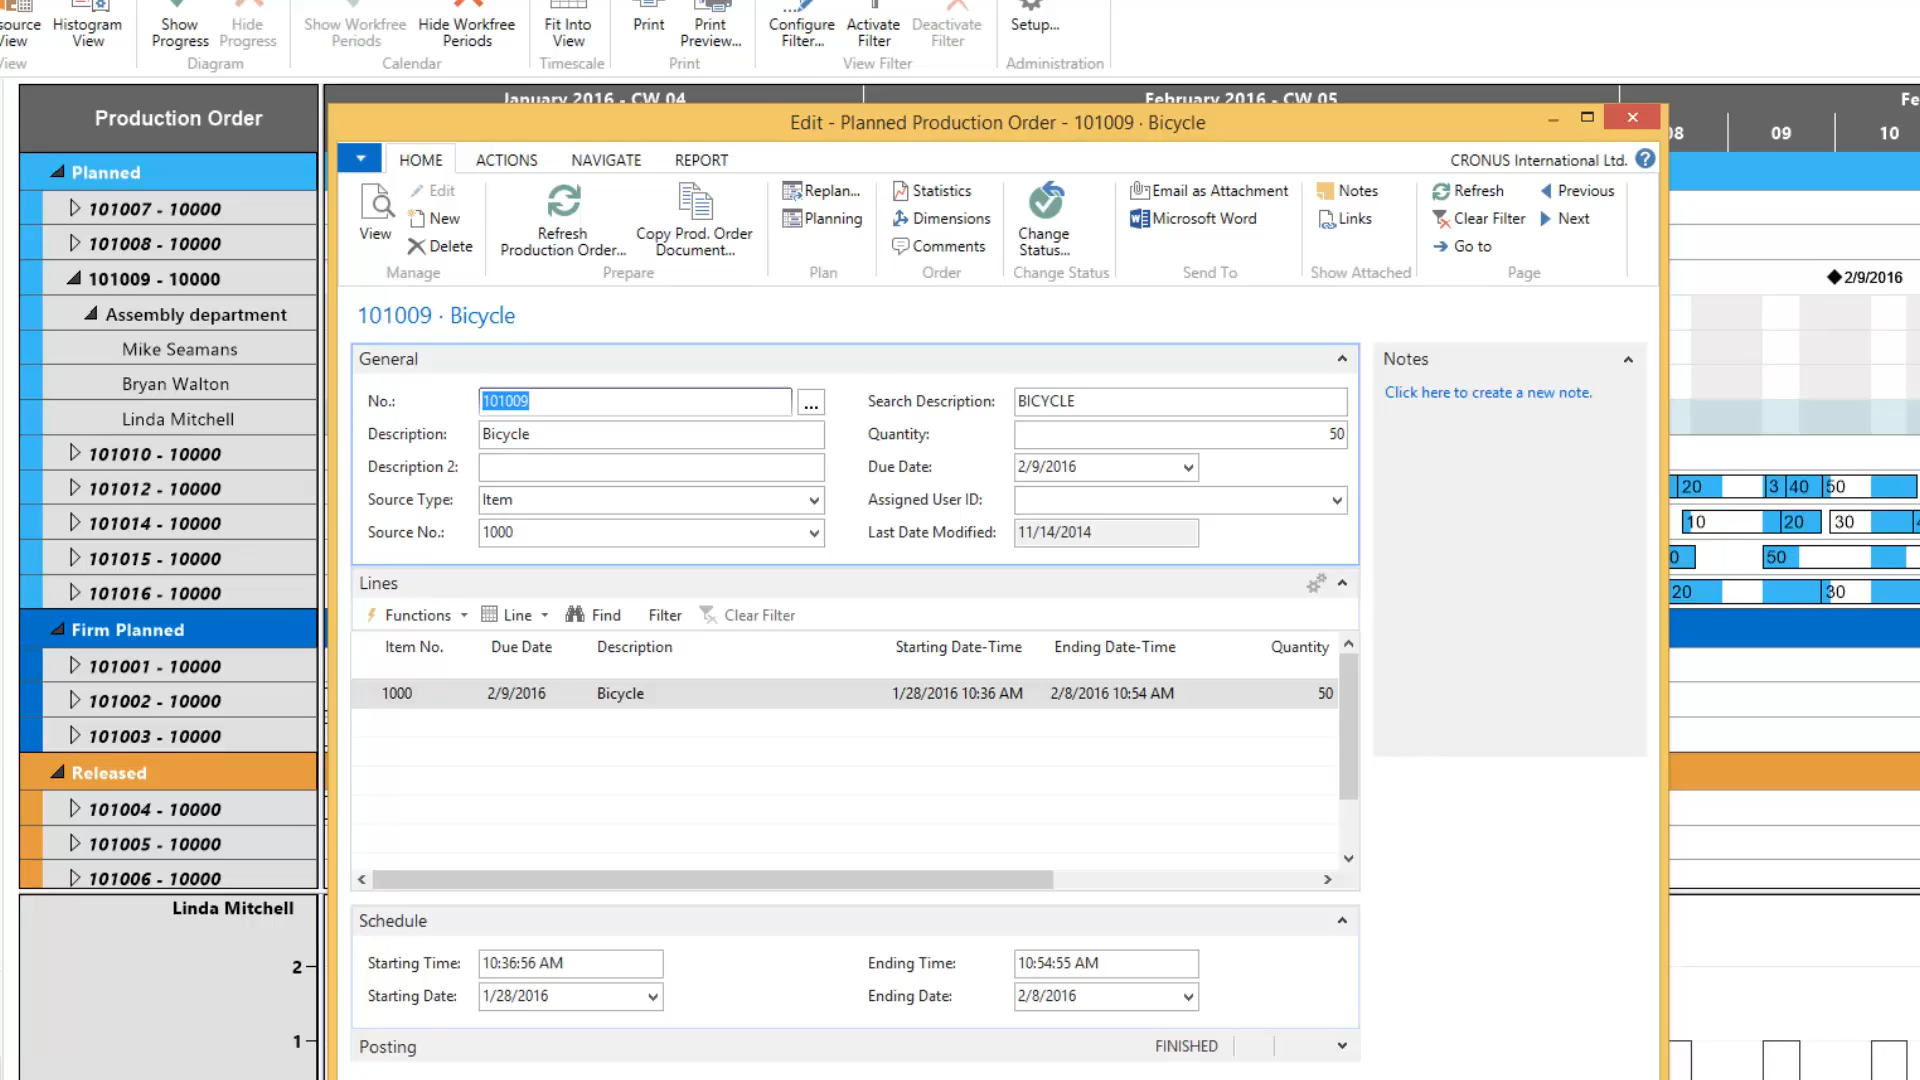 source View
Histogram View
Show Progress
Hide Progress
Show Workfree Periods
Hide Workfree Periods
Fit Into View
Print
Print Preview...
Configure Filter...
Activate Filter
Deactivate Filter
Setup...
View
Diagram
Calendar
Timescale
Print
View Filter
Administration
Production Order
January 2016 - CW 04
February 2016 - CW 05
Fe
08
09
10
Planned
101007 - 10000
101008 - 10000
101009 - 10000
Assembly department
Mike Seamans
Bryan Walton
Linda Mitchell
101010 - 10000
101012 - 10000
101014 - 10000
101015 - 10000
101016 - 10000
Firm Planned
101001 - 10000
101002 - 10000
101003 - 10000
Released
101004 - 10000
101005 - 10000
101006 - 10000
Linda Mitchell
2
1
Edit - Planned Production Order - 101009 · Bicycle
HOME
ACTIONS
NAVIGATE
REPORT
CRONUS International Ltd.
View
Edit
New
Delete
Manage
Refresh Production Order...
Copy Prod. Order Document...
Prepare
Replan...
Planning
Plan
Statistics
Dimensions
Comments
Order
Change Status...
Change Status
Email as Attachment
Microsoft Word
Send To
Notes
Links
Show Attached
Refresh
Clear Filter
Go to
Previous
Next
Page
101009 · Bicycle
General
No.: 101009 ...
Description: Bicycle
Description 2:
Source Type: Item
Source No.: 1000
Search Description: BICYCLE
Quantity: 50
Due Date: 2/9/2016
Assigned User ID:
Last Date Modified: 11/14/2014
Notes
Click here to create a new note.
Lines
Functions Line Find Filter Clear Filter
Item No. Due Date Description Starting Date-Time Ending Date-Time Quantity
1000 2/9/2016 Bicycle 1/28/2016 10:36 AM 2/8/2016 10:54 AM 50
Schedule
Starting Time: 10:36:56 AM
Starting Date: 1/28/2016
Ending Time: 10:54:55 AM
Ending Date: 2/8/2016
Posting FINISHED
2/9/2016
20 3 40 50
10 20 30 4
0 50
20 30